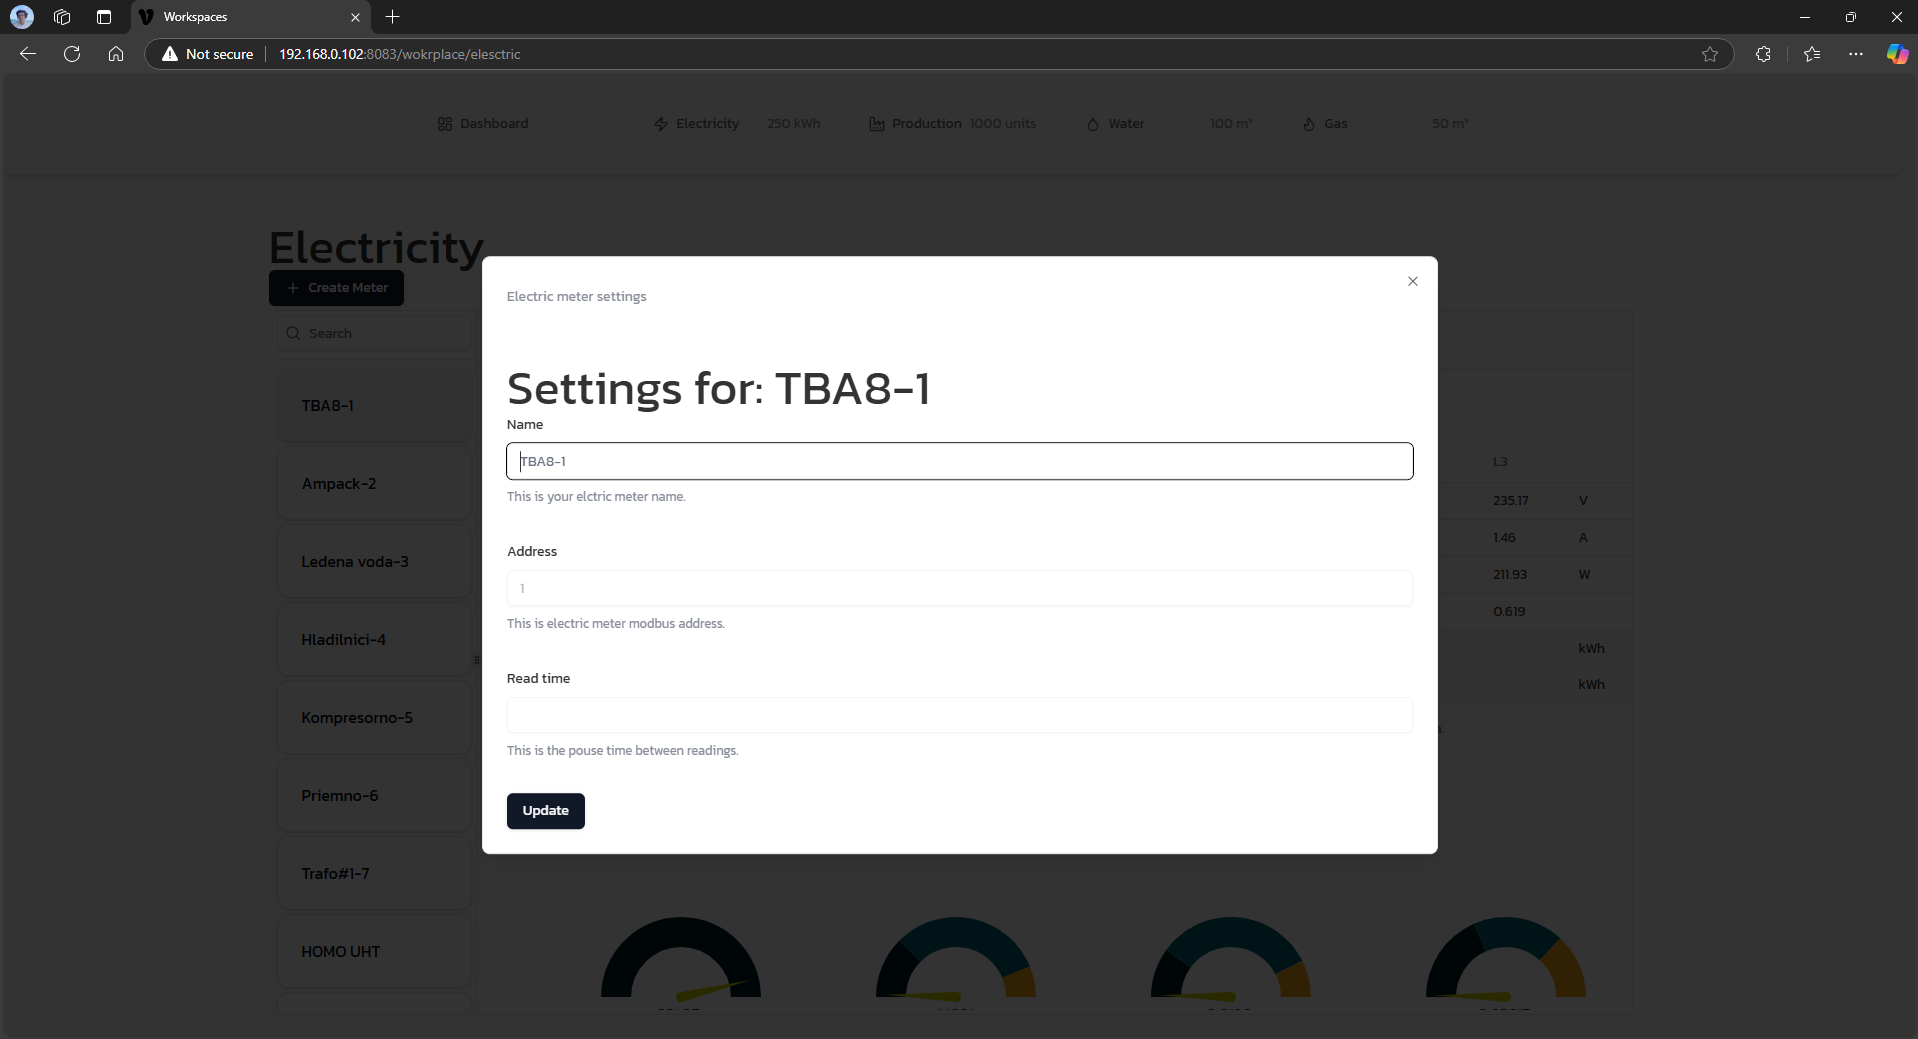 Workspaces
Not secure 192.168.0.102:8083/wokrplace/elesctric
Dashboard Electricity 250 kWh Production 1000 units Water 100 m³ Gas 50 m³
Electricity
+ Create Meter
Search
TBA8-1
Ampack-2
Ledena voda-3
Hladilnici-4
Kompresorno-5
Priemno-6
Trafo#1-7
HOMO UHT
Electric meter settings
Settings for: TBA8-1
Name
TBA8-1
This is your elctric meter name.
Address
1
This is electric meter modbus address.
Read time
This is the pouse time between readings.
Update
L3
235.17 V
1.46 A
211.93 W
0.619
kWh
kWh